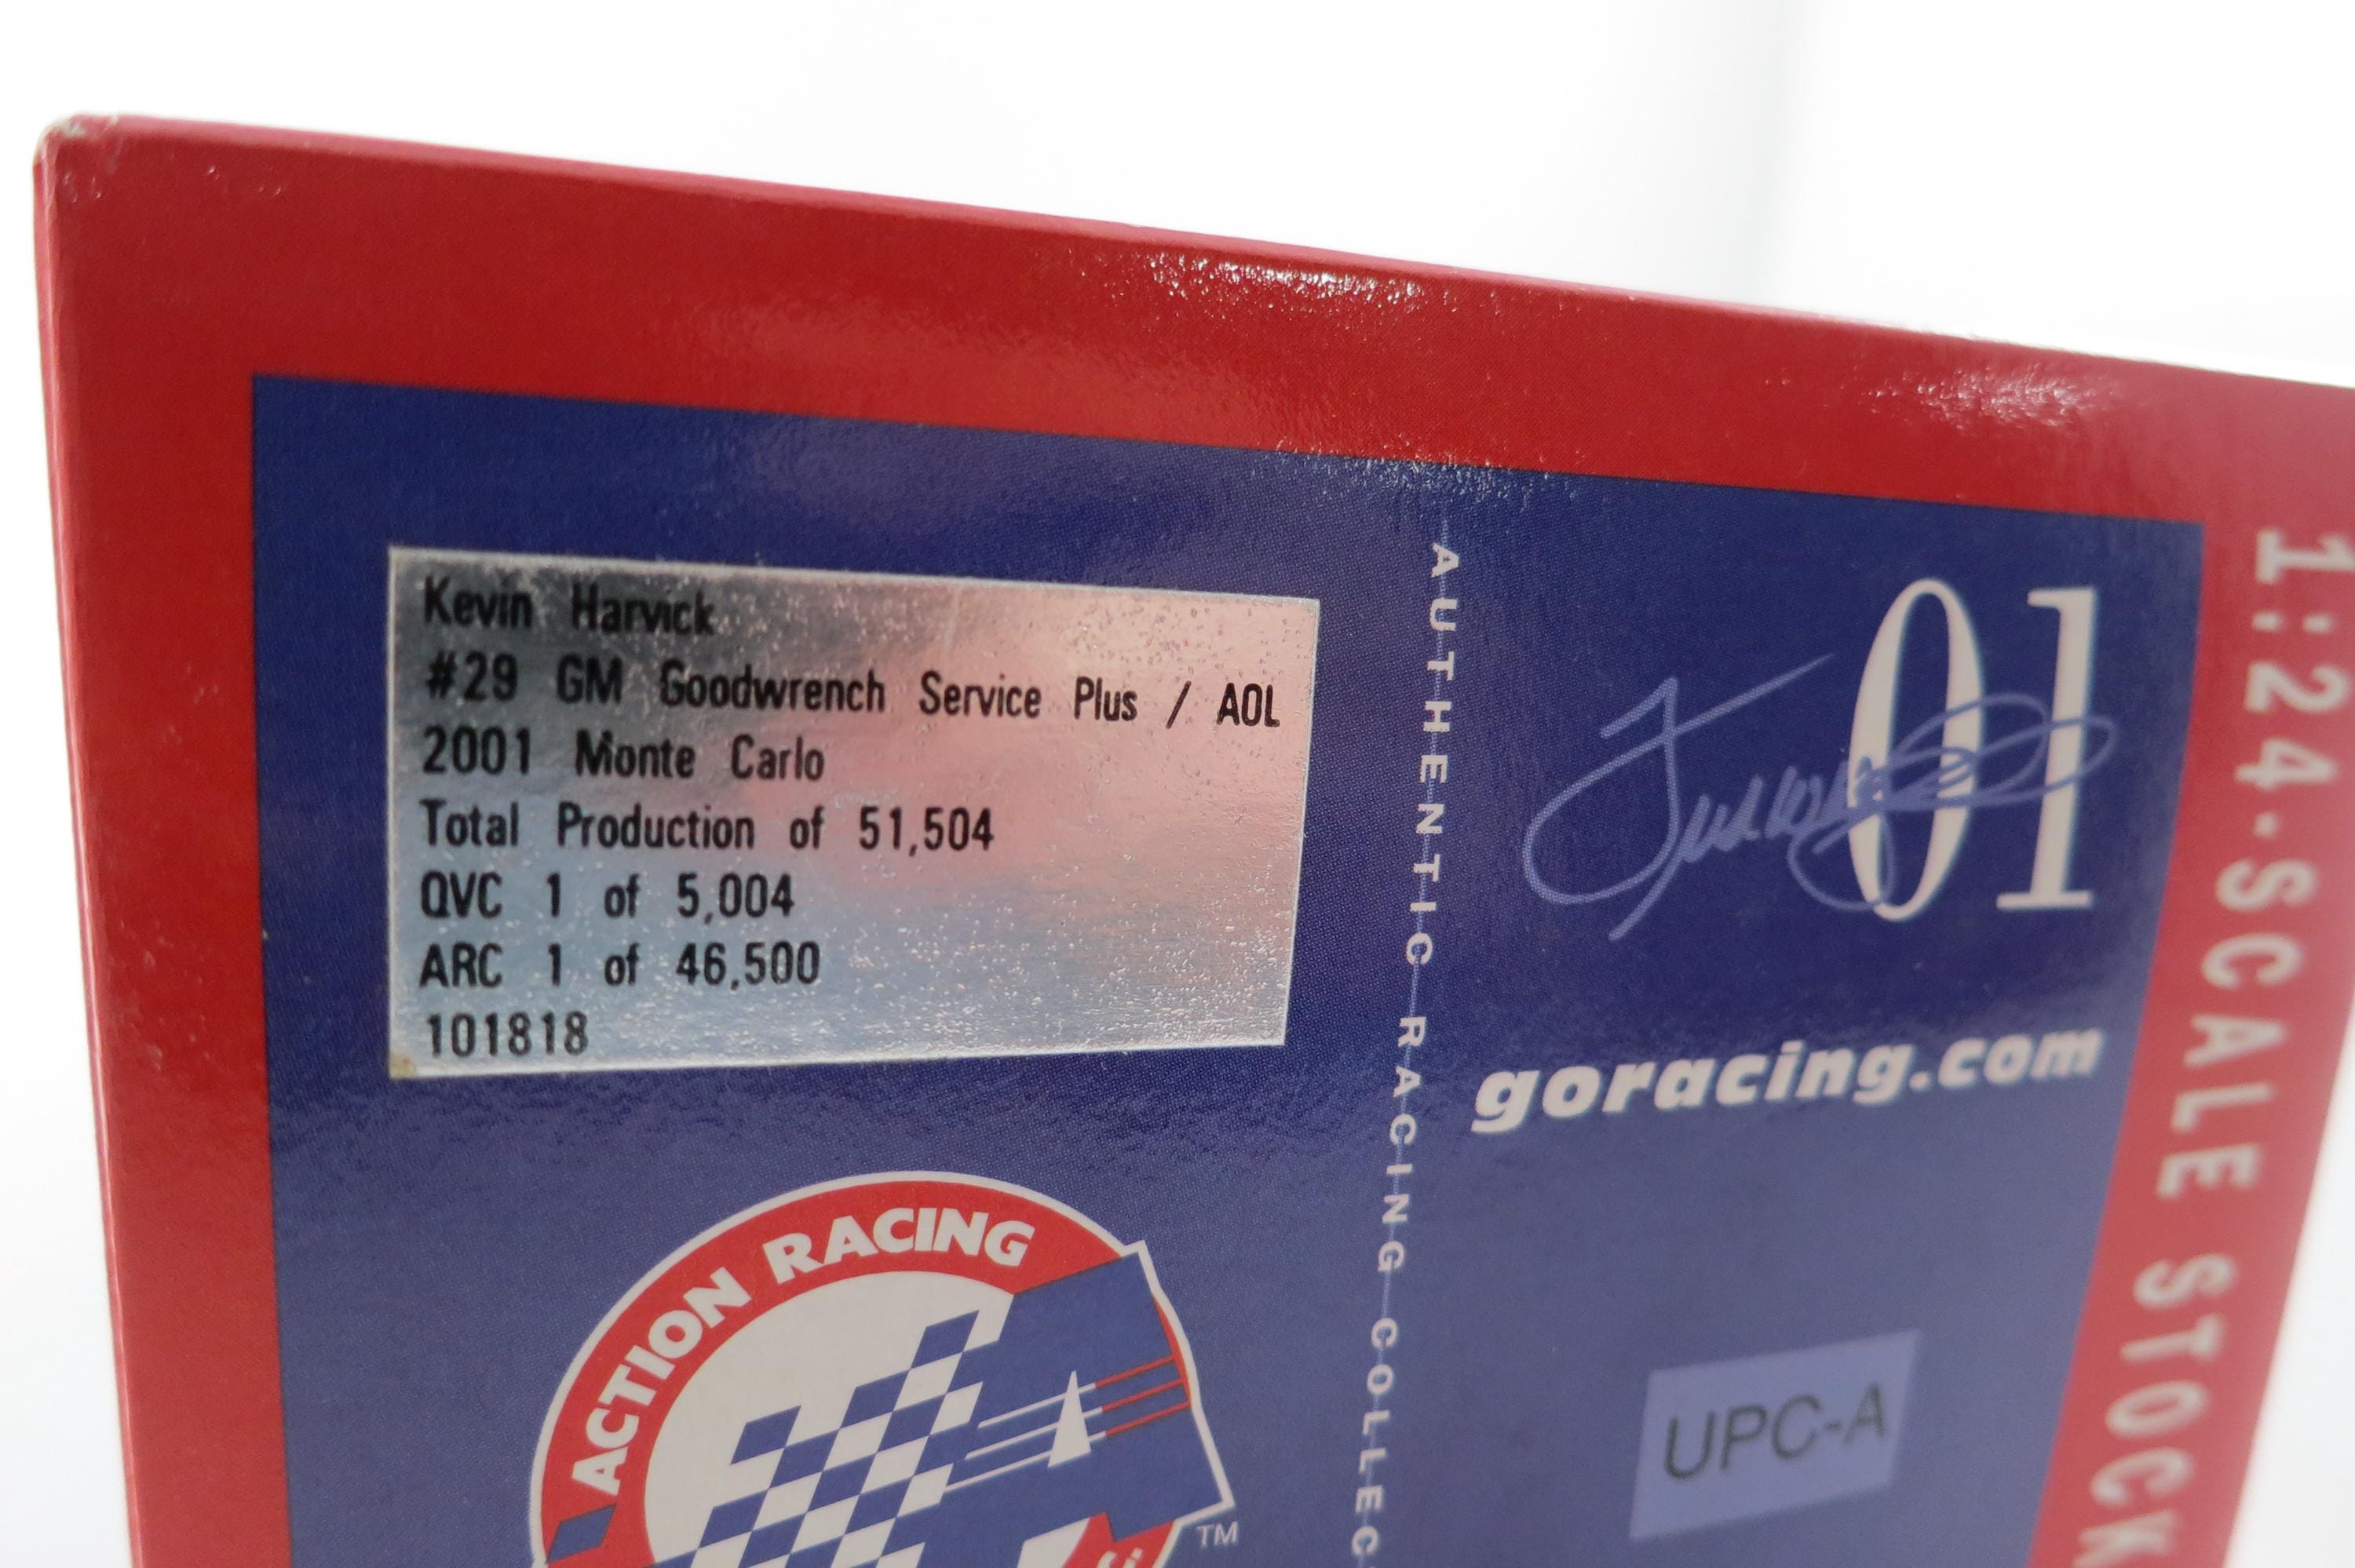 Kevin Harvick
#29 GM Goodwrench Service Plus / AOL
2001 Monte Carlo
Total Production of 51,504
QVC 1 of 5,004
ARC 1 of 46,500
101818
ACTION RACING
TM
AUTHENTIC RACING COLLEC
01
goracing.com
UPC-A
1:24-SCALE STOCK